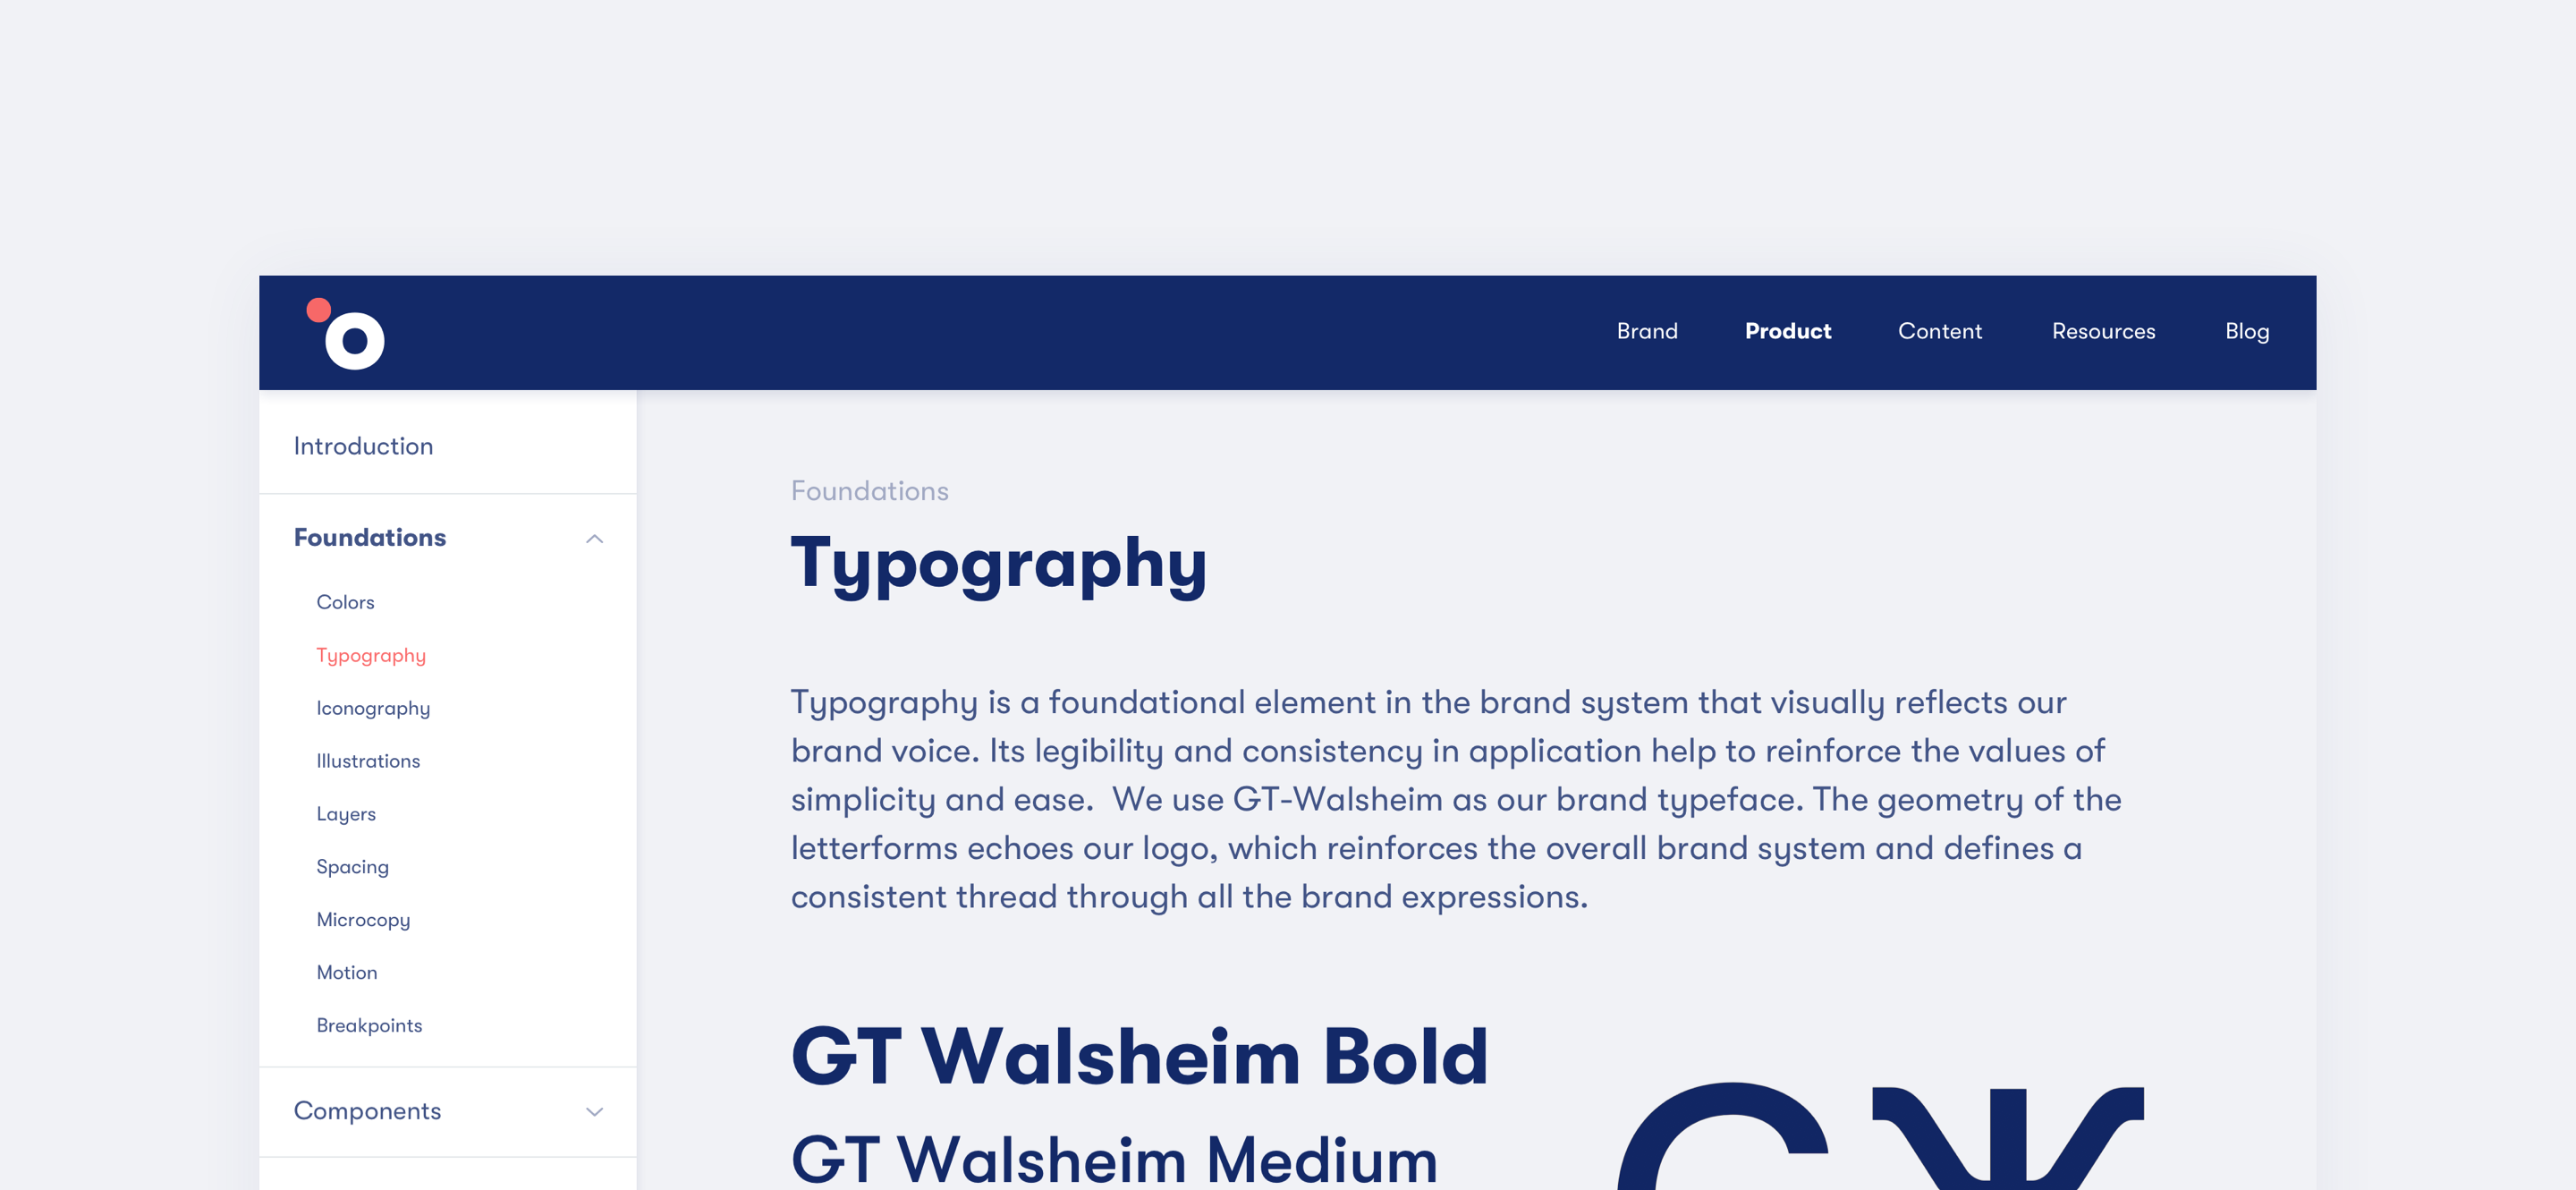 Brand Product Content Resources Blog
Introduction
Foundations
Colors
Typography
Iconography
Illustrations
Layers
Spacing
Microcopy
Motion
Breakpoints
Components
Foundations
Typography
Typography is a foundational element in the brand system that visually reflects our
brand voice. Its legibility and consistency in application help to reinforce the values of
simplicity and ease.  We use GT-Walsheim as our brand typeface. The geometry of the
letterforms echoes our logo, which reinforces the overall brand system and defines a
consistent thread through all the brand expressions.
GT Walsheim Bold
GT Walsheim Medium